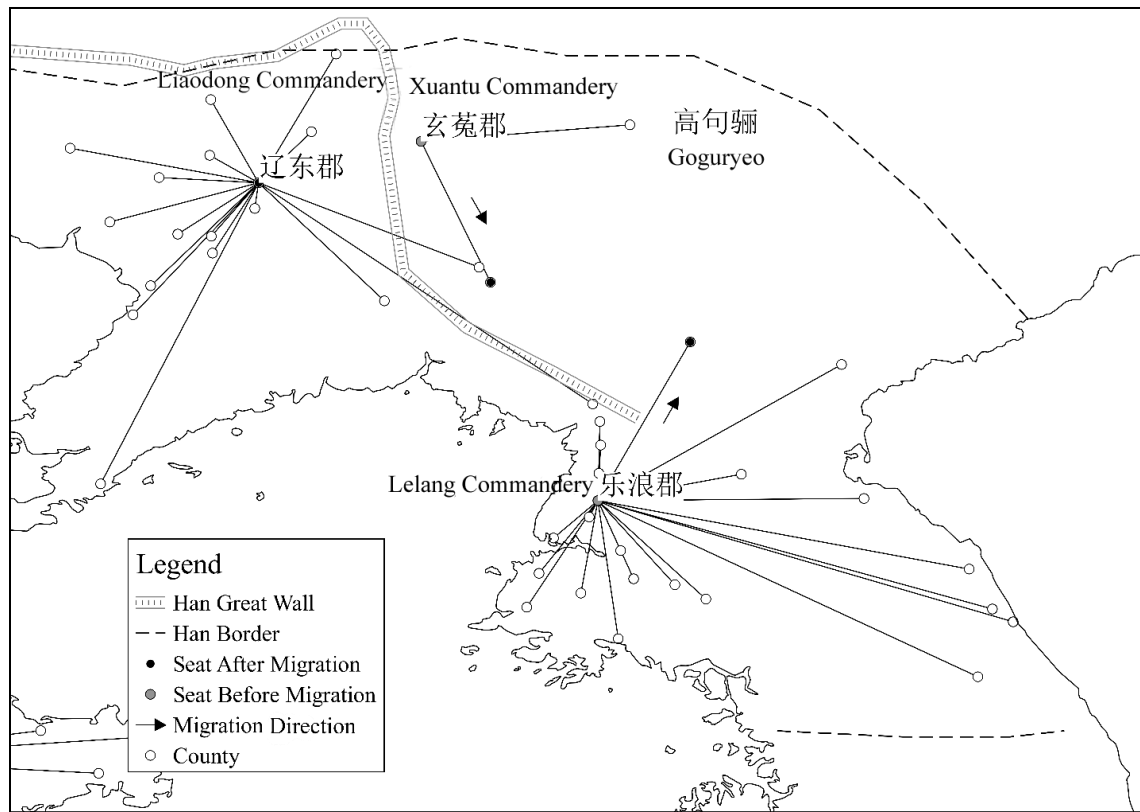 Liaodong Commandery
Xuantu Commandery
玄菟郡
高句骊
Goguryeo
辽东郡
Lelang Commandery
乐浪郡
Legend
Han Great Wall
Han Border
Seat After Migration
Seat Before Migration
Migration Direction
County